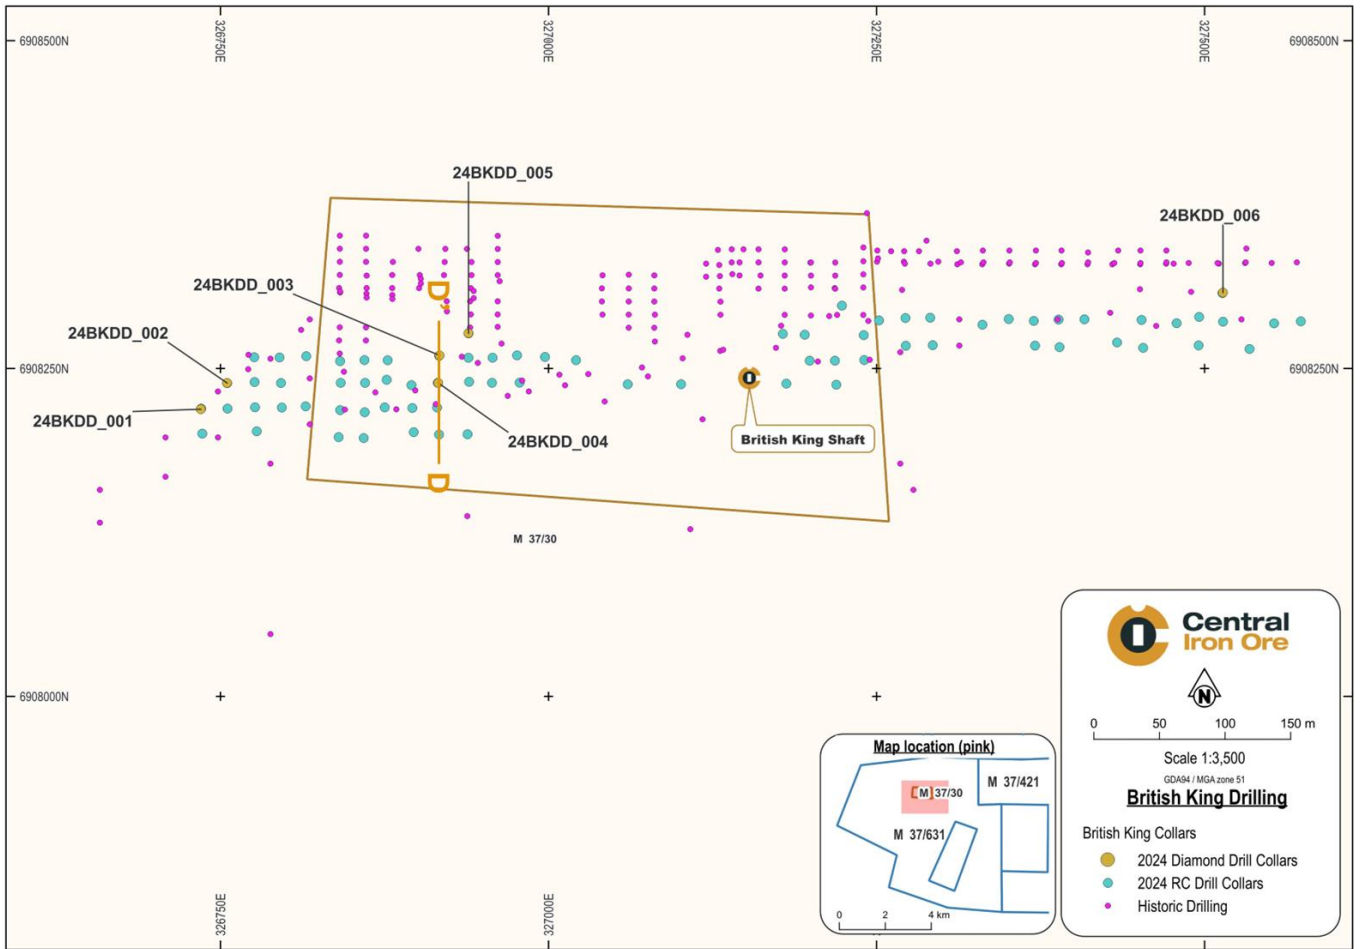 326750E
327000E
327250E
327500E
6908500N
6908500N
24BKDD_005
24BKDD_006
24BKDD_003
D'
24BKDD_002
6908250N
6908250N
24BKDD_001
24BKDD_004
British King Shaft
D
M 37/30
6908000N
Central
Iron Ore
N
0 50 100 150 m
Scale 1:3,500
GDA94 / MGA zone 51
British King Drilling
British King Collars
2024 Diamond Drill Collars
2024 RC Drill Collars
Historic Drilling
Map location (pink)
M 37/421
M 37/30
M 37/631
0 2 4 km
326750E
327000E